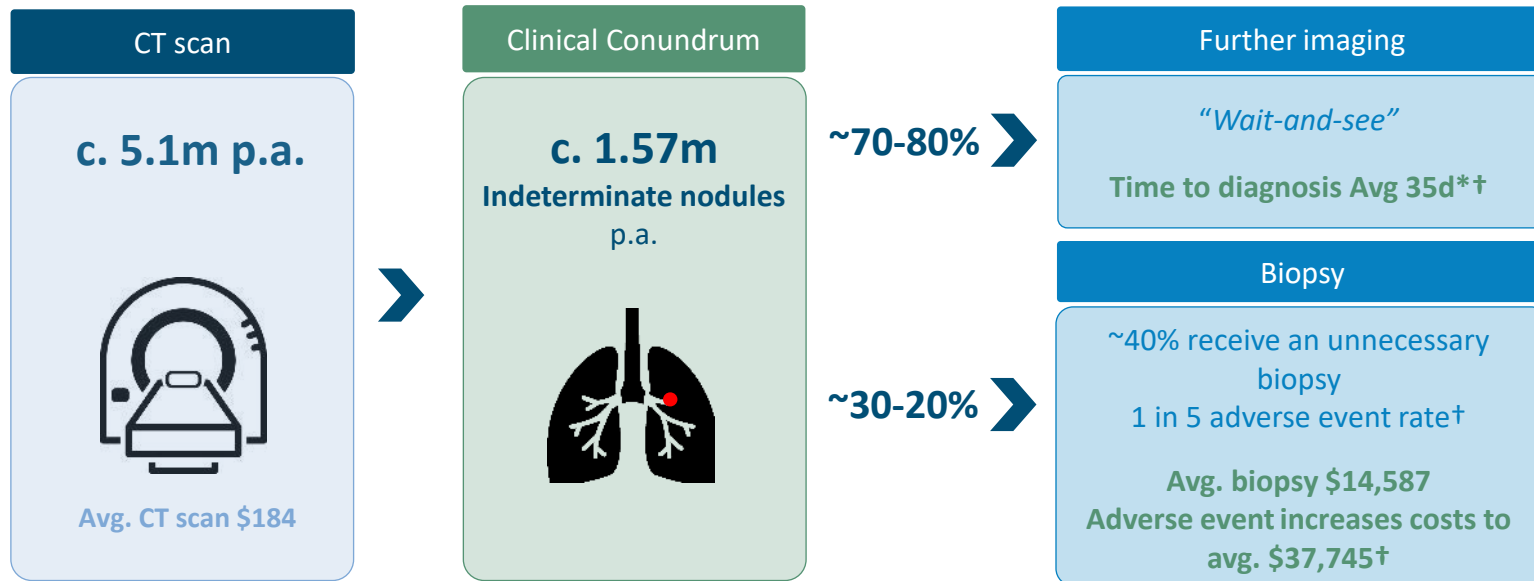 CT scan
c. 5.1m p.a.
Avg. CT scan $184
Clinical Conundrum
c. 1.57m
Indeterminate nodules
p.a.
~70-80%
~30-20%
Further imaging
“Wait-and-see”
Time to diagnosis Avg 35d*†
Biopsy
~40% receive an unnecessary
biopsy
1 in 5 adverse event rate†
Avg. biopsy $14,587
Adverse event increases costs to
avg. $37,745†